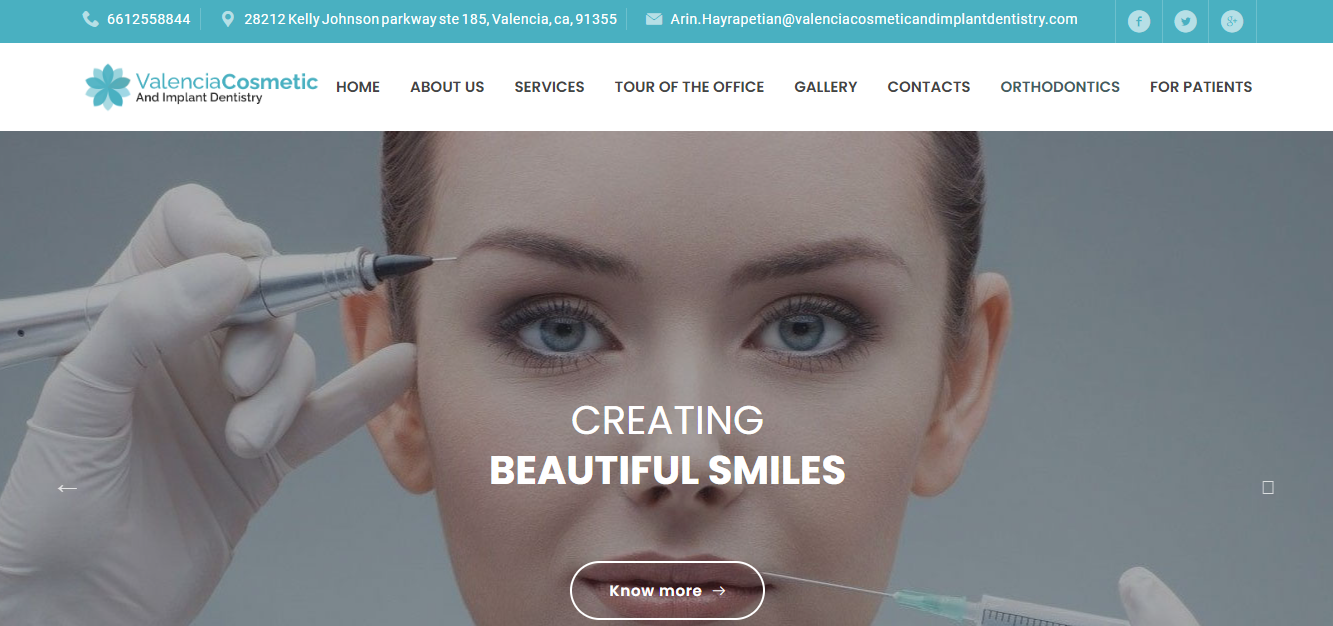 6612558844
28212 Kelly Johnson parkway ste 185, Valencia, ca, 91355
Arin.Hayrapetian@valenciacosmeticandimplantdentistry.com
ValenciaCosmetic
And Implant Dentistry
HOME ABOUT US SERVICES TOUR OF THE OFFICE GALLERY CONTACTS ORTHODONTICS FOR PATIENTS
CREATING
BEAUTIFUL SMILES
Know more →